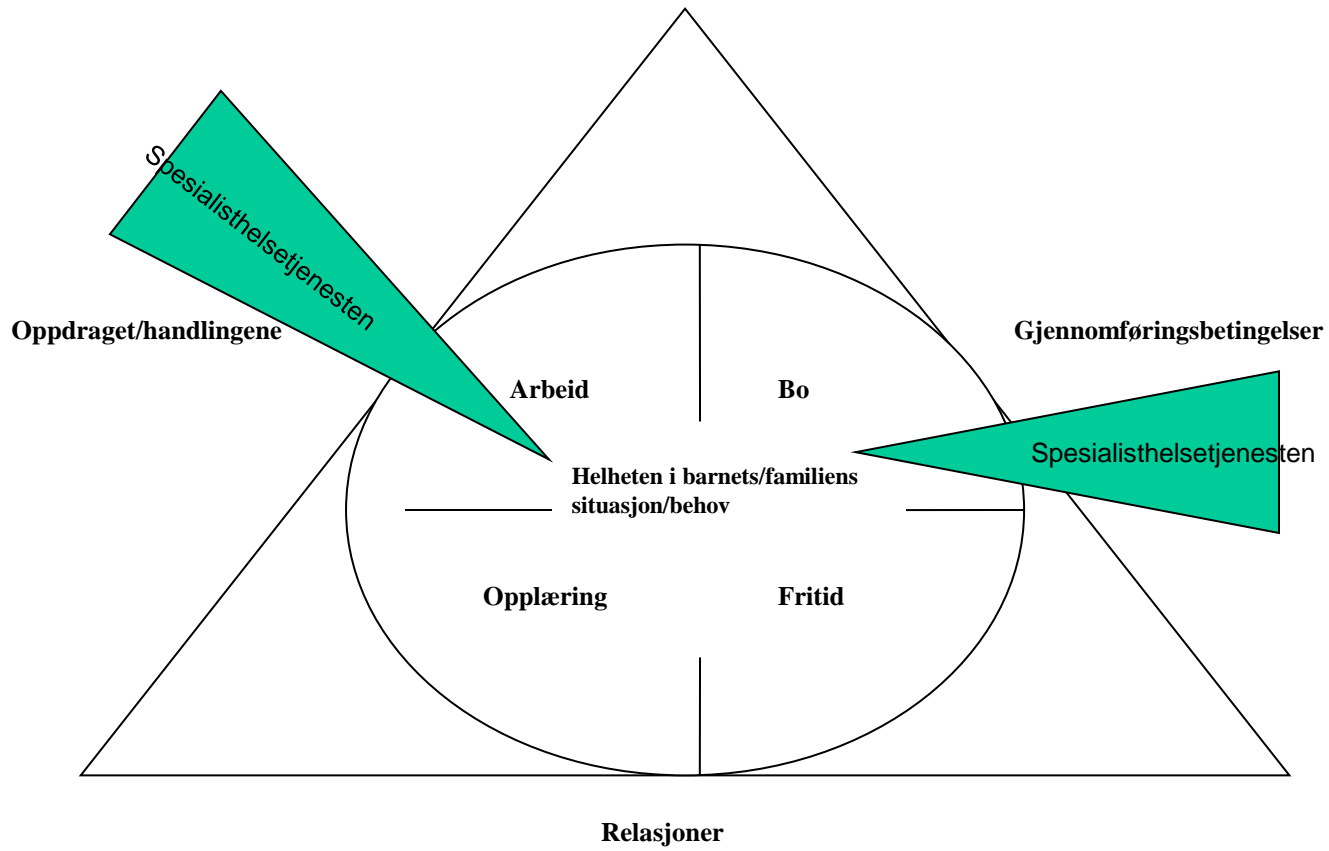 Spesialisthelsetjenesten
Oppdraget/handlingene
Gjennomføringsbetingelser
Arbeid
Bo
Spesialisthelsetjenesten
Helheten i barnets/familiens
situasjon/behov
Opplæring
Fritid
Relasjoner